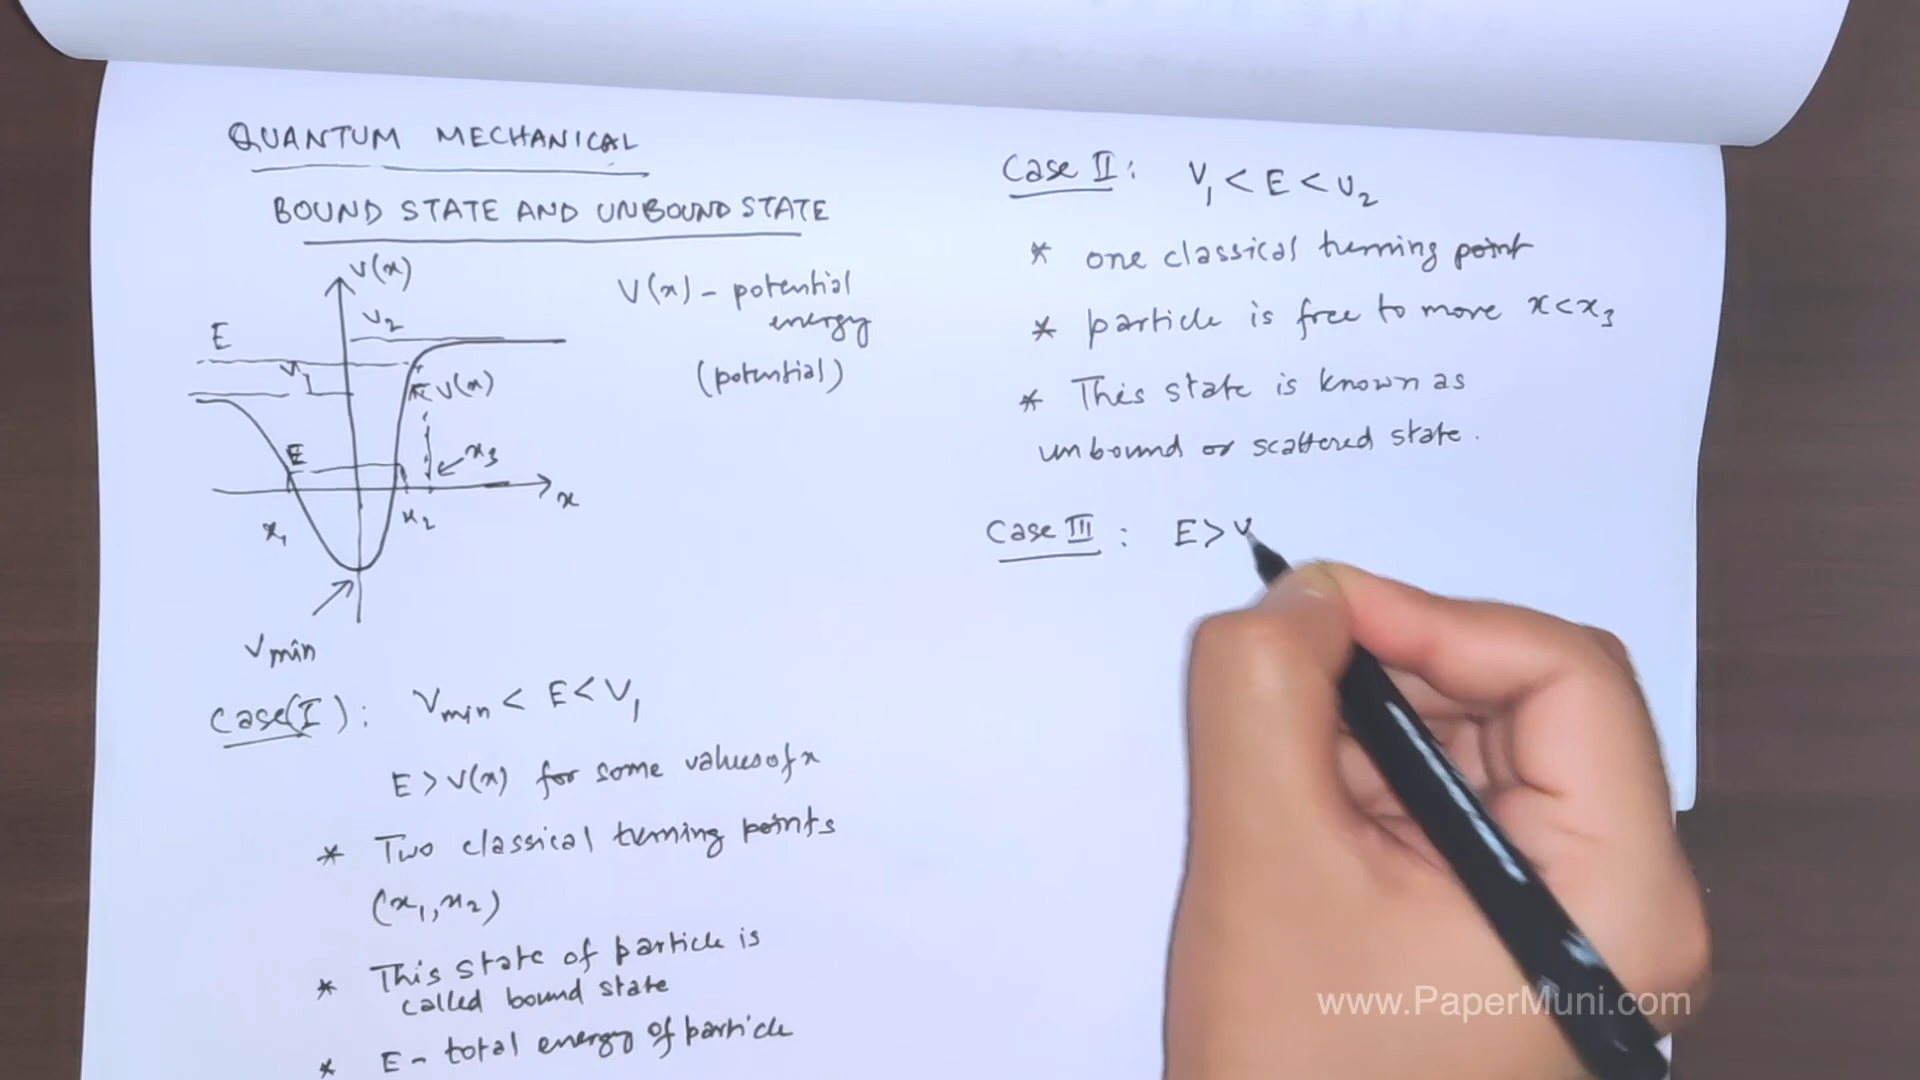 QUANTUM MECHANICAL
BOUND STATE AND UNBOUND STATE
V(x)
V2
E
V1
V(x)
E
x3
x
x1
x2
Vmin
V(x) - potential
energy
(potential)
Case(I): Vmin < E < V1
E > V(x) for some values of x
* Two classical turning points
(x1, x2)
* This state of particle is
called bound state
* E - total energy of particle
Case II: V1 < E < V2
* one classical turning point
* particle is free to move x < x3
* This state is known as
unbound or scattered state.
Case III : E > V
www.PaperMuni.com